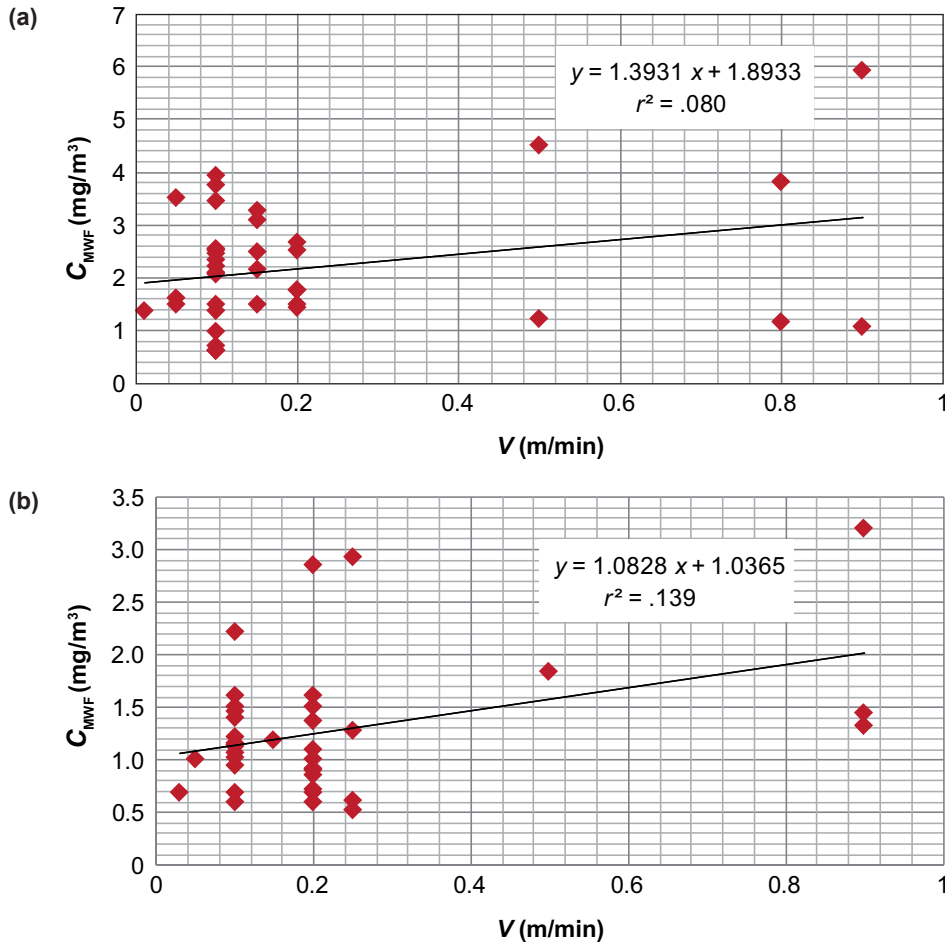 (a)
7
6
5
4
3
2
1
0
C_MWF (mg/m³)
y = 1.3931 x + 1.8933
r² = .080
0 0.2 0.4 0.6 0.8 1
V (m/min)
(b)
3.5
3.0
2.5
2.0
1.5
1.0
0.5
0
C_MWF (mg/m³)
y = 1.0828 x + 1.0365
r² = .139
0 0.2 0.4 0.6 0.8 1
V (m/min)